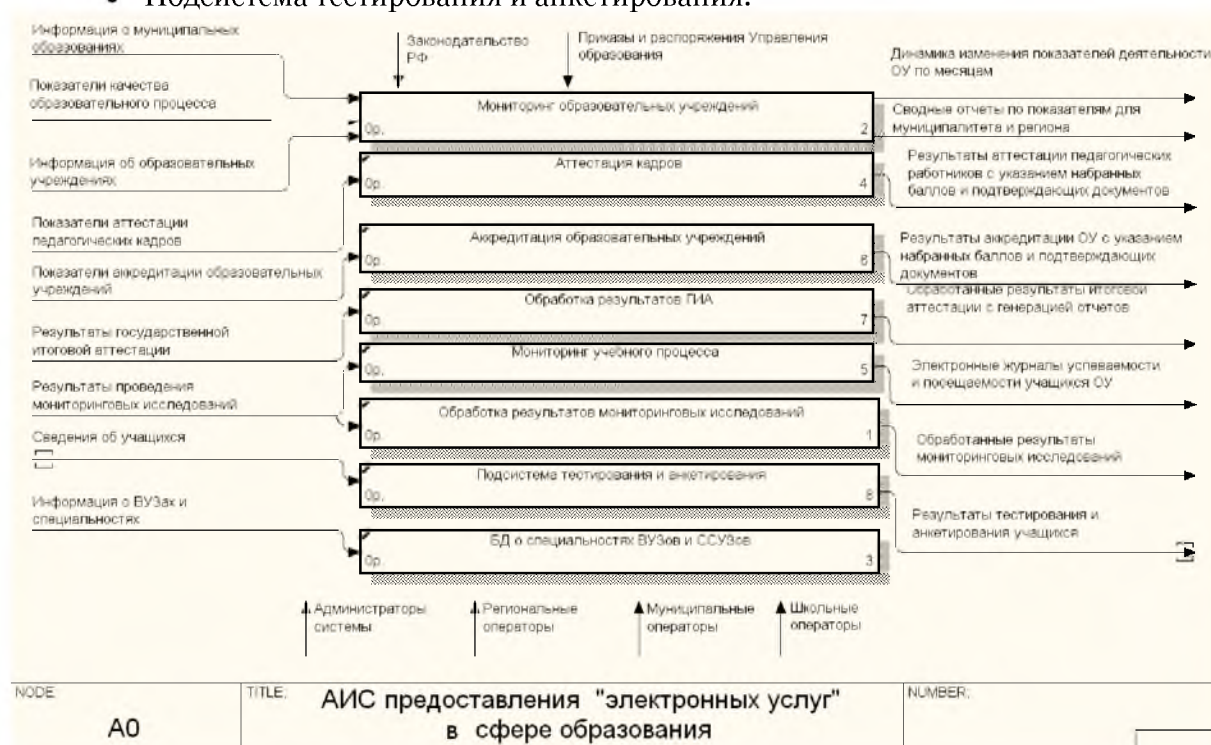 • Подсистема тестирования и анкетирования.
Информация о муниципальных
образованиях
Показатели качества
образовательного процесса
Информация об образовательных
учреждениях
Показатели аттестации
педагогических кадров
Показатели аккредитации образовательных
учреждений
Результаты государственной
итоговой аттестации
Результаты проведения
мониторинговых исследований
Сведения об учащихся
Информация о ВУЗах и
специальностях
Законодательство
РФ
Приказы и распоряжения Управления
образования
Мониторинг образовательных учреждений
0р. 2
Аттестация кадров
0р. 4
Аккредитация образовательных учреждений
0р. 6
Обработка результатов ГИА
0р. 7
Мониторинг учебного процесса
0р. 5
Обработка результатов мониторинговых исследований
0р. 1
Подсистема тестирования и анкетирования
0р. 8
БД о специальностях ВУЗов и ССУЗов
0р. 3
Динамика изменения показателей деятельности
ОУ по месяцам
Сводные отчеты по показателям для
муниципалитета и региона
Результаты аттестации педагогических
работников с указанием набранных
баллов и подтверждающих документов
Результаты аккредитации ОУ с указанием
набранных баллов и подтверждающих
документов
Обработанные результаты итоговой
аттестации с генерацией отчетов
Электронные журналы успеваемости
и посещаемости учащихся ОУ
Обработанные результаты
мониторинговых исследований
Результаты тестирования и
анкетирования учащихся
Администраторы
системы
Региональные
операторы
Муниципальные
операторы
Школьные
операторы
NODE:
A0
TITLE:
АИС предоставления "электронных услуг"
в сфере образования
NUMBER: